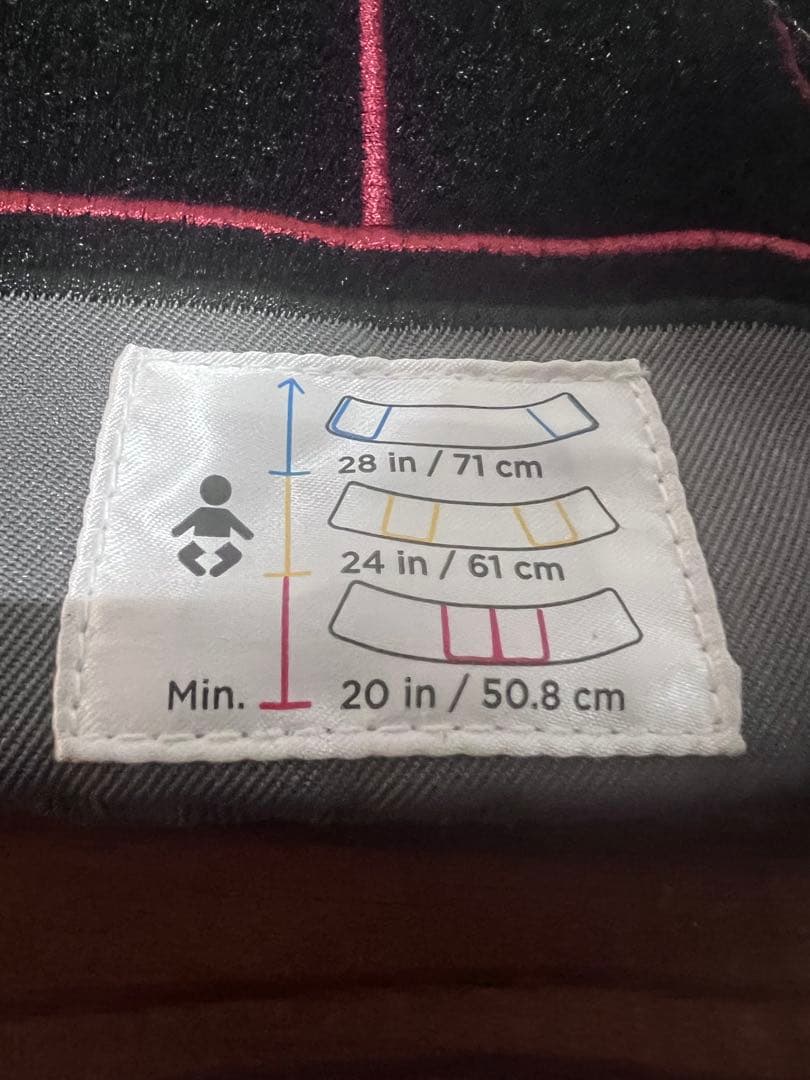 28 in / 71 cm
24 in / 61 cm
Min. 20 in / 50.8 cm